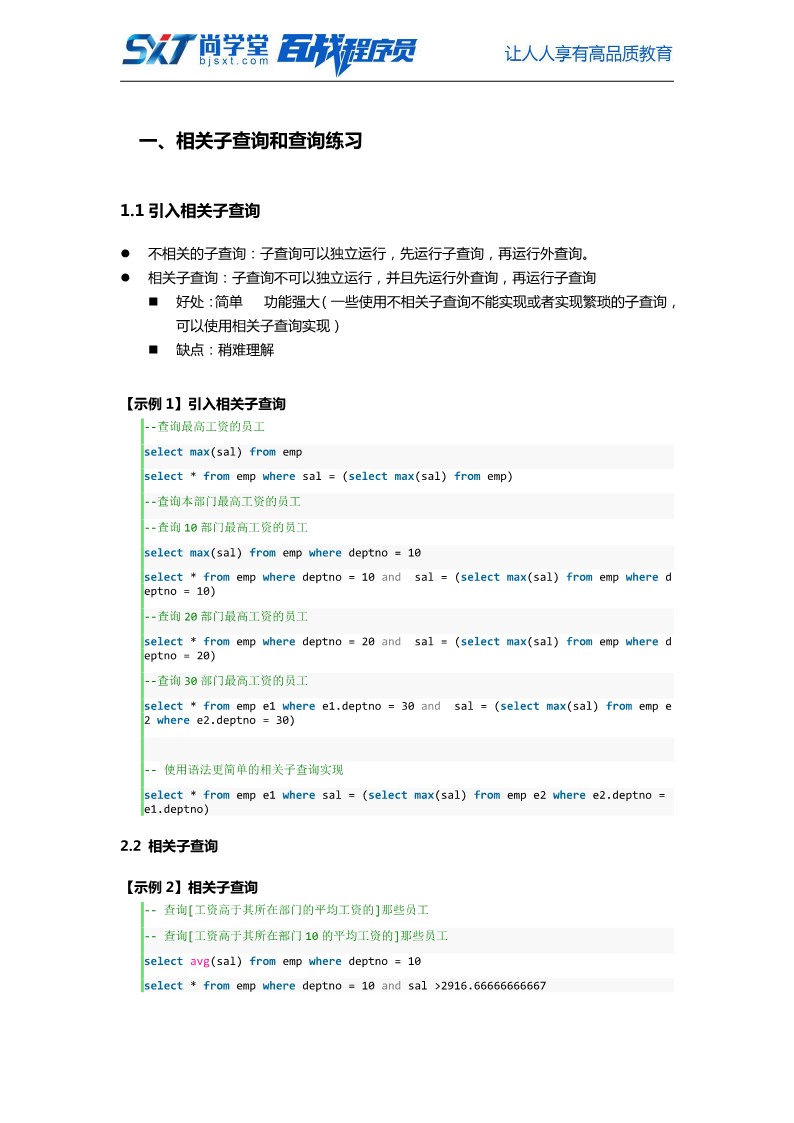 SXT尚学堂 百战程序员 让人人享有高品质教育
bjsxt.com
一、相关子查询和查询练习
1.1 引入相关子查询
● 不相关的子查询：子查询可以独立运行，先运行子查询，再运行外查询。
● 相关子查询：子查询不可以独立运行，并且先运行外查询，再运行子查询
■ 好处：简单 功能强大（一些使用不相关子查询不能实现或者实现繁琐的子查询，
可以使用相关子查询实现）
■ 缺点：稍难理解
【示例 1】引入相关子查询
--查询最高工资的员工
select max(sal) from emp
select * from emp where sal = (select max(sal) from emp)
--查询本部门最高工资的员工
--查询 10 部门最高工资的员工
select max(sal) from emp where deptno = 10
select * from emp where deptno = 10 and  sal = (select max(sal) from emp where d
eptno = 10)
--查询 20 部门最高工资的员工
select * from emp where deptno = 20 and  sal = (select max(sal) from emp where d
eptno = 20)
--查询 30 部门最高工资的员工
select * from emp e1 where e1.deptno = 30 and  sal = (select max(sal) from emp e
2 where e2.deptno = 30)
-- 使用语法更简单的相关子查询实现
select * from emp e1 where sal = (select max(sal) from emp e2 where e2.deptno =
e1.deptno)
2.2 相关子查询
【示例 2】相关子查询
-- 查询[工资高于其所在部门的平均工资的]那些员工
-- 查询[工资高于其所在部门 10 的平均工资的]那些员工
select avg(sal) from emp where deptno = 10
select * from emp where deptno = 10 and sal >2916.66666666667